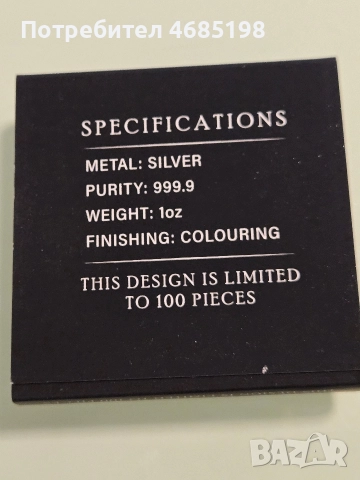 Потребител 4685198
SPECIFICATIONS
METAL: SILVER
PURITY: 999.9
WEIGHT: 1oz
FINISHING: COLOURING
THIS DESIGN IS LIMITED
TO 100 PIECES
BAZAR